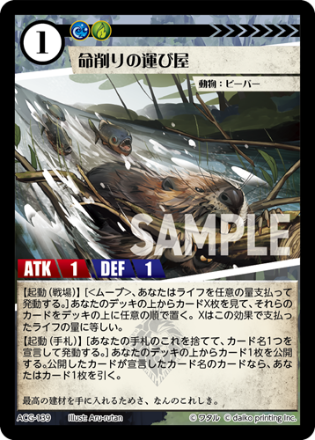 1
命削りの運び屋
動物：ビーバー
SAMPLE
ATK 1 DEF 1
【起動（戦場）】[<ムーブ>、あなたはライフを任意の量支払って
発動する。]あなたのデッキの上からカードX枚を見て、それらの
カードをデッキの上に任意の順で置く。Xはこの効果で支払っ
たライフの量に等しい。
【起動（手札）】[あなたの手札のこれを捨てて、カード名1つを
宣言して発動する。]あなたのデッキの上からカード1枚を公開
する。公開したカードが宣言した名のカードなら、あな
たはカード1枚を引く。
最高の建材を手に入れるためさ、なんのこれしき。
ACG-139 Illust: Aru-rutan ©ワタル ©daiko printing Inc.